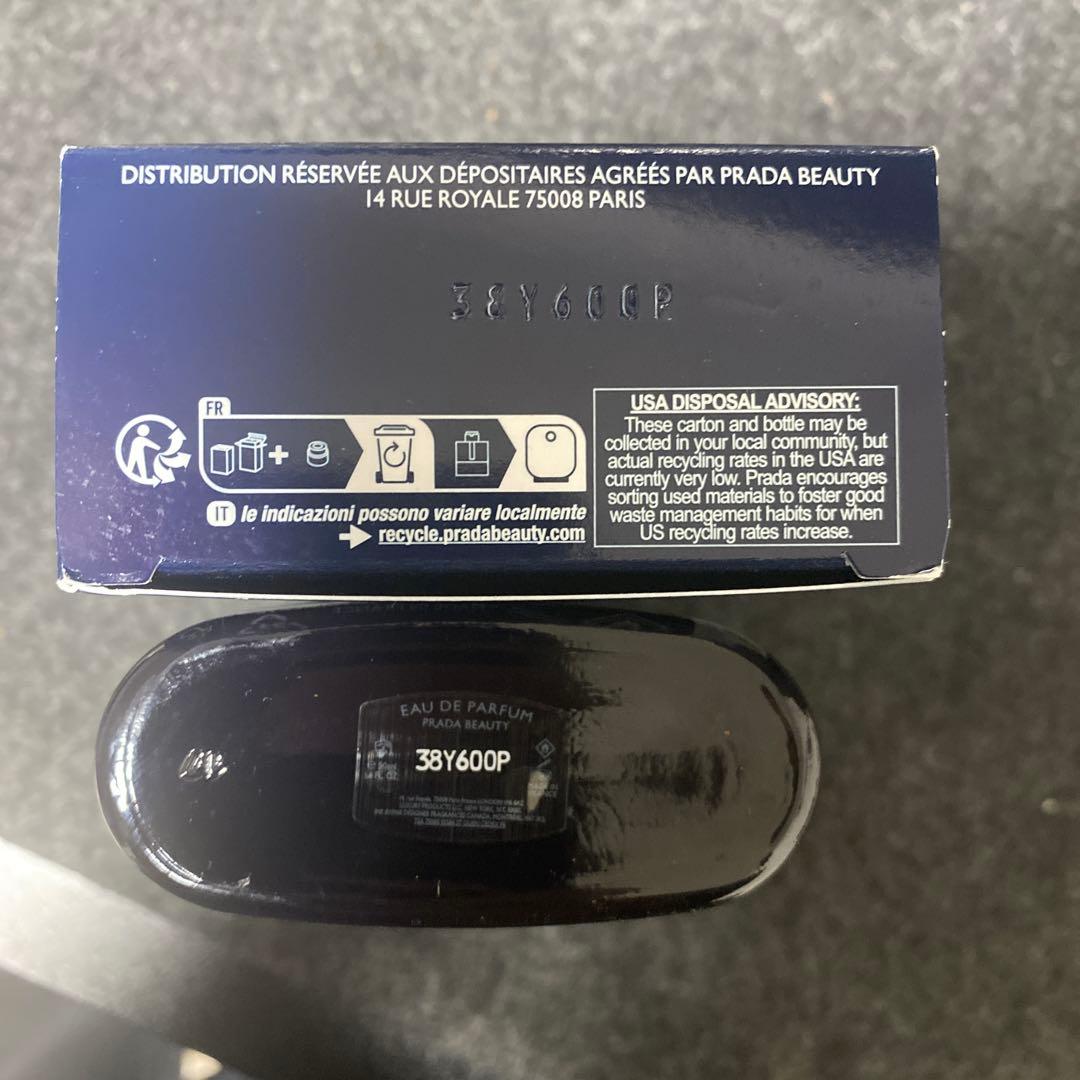 DISTRIBUTION RÉSERVÉE AUX DÉPOSITAIRES AGRÉÉS PAR PRADA BEAUTY
14 RUE ROYALE 75008 PARIS
38Y600P
FR
IT le indicazioni possono variare localmente
recycle.pradabeauty.com
USA DISPOSAL ADVISORY:
These carton and bottle may be
collected in your local community, but
actual recycling rates in the USA are
currently very low. Prada encourages
sorting used materials to foster good
waste management habits for when
US recycling rates increase.
EAU DE PARFUM
PRADA BEAUTY
38Y600P